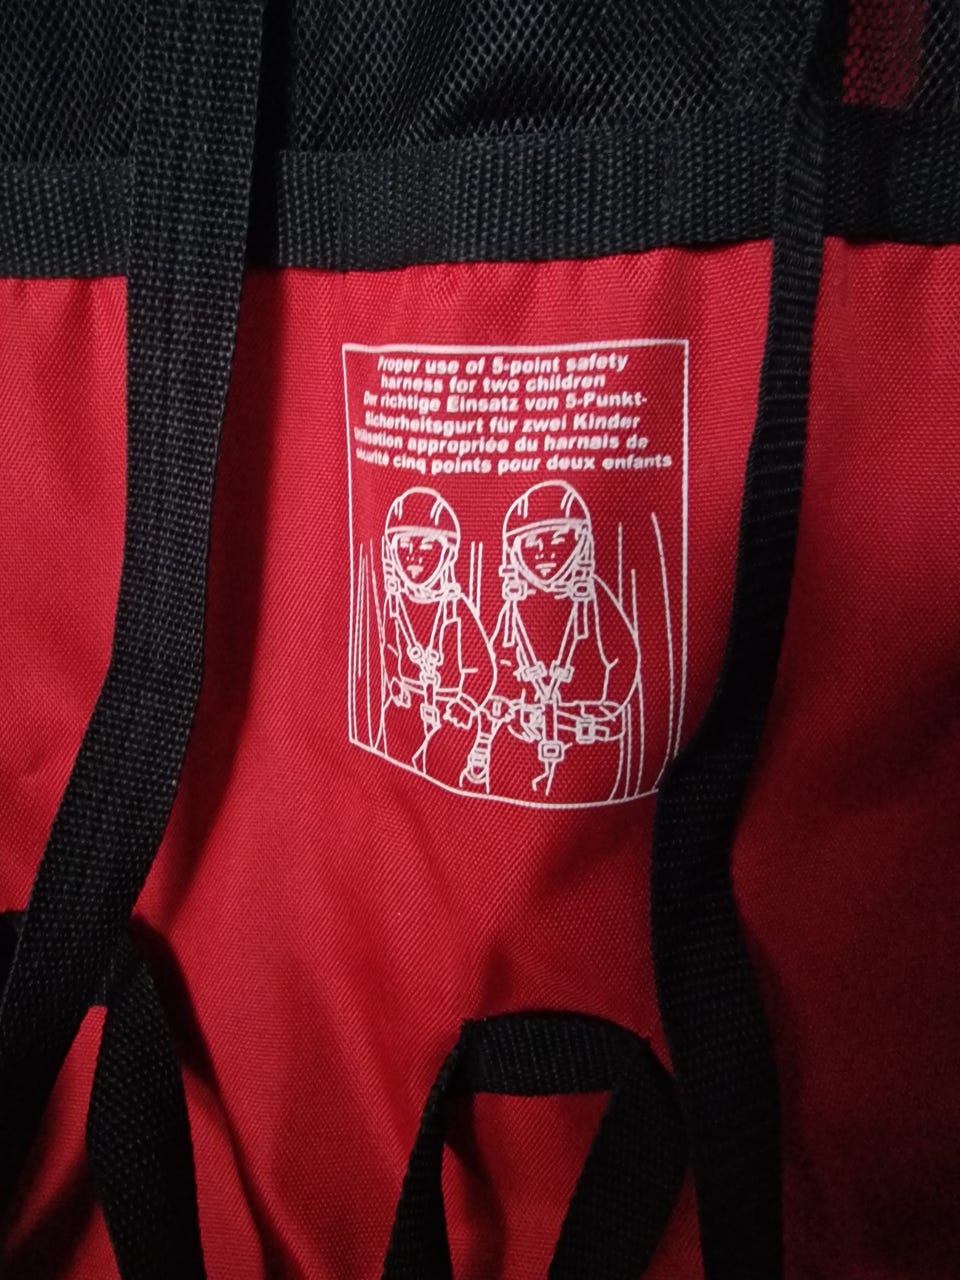 Proper use of 5-point safety
harness for two children
Der richtige Einsatz von 5-Punkt-
Sicherheitsgurt für zwei Kinder
Utilisation appropriée du harnais de
sécurité cinq points pour deux enfants